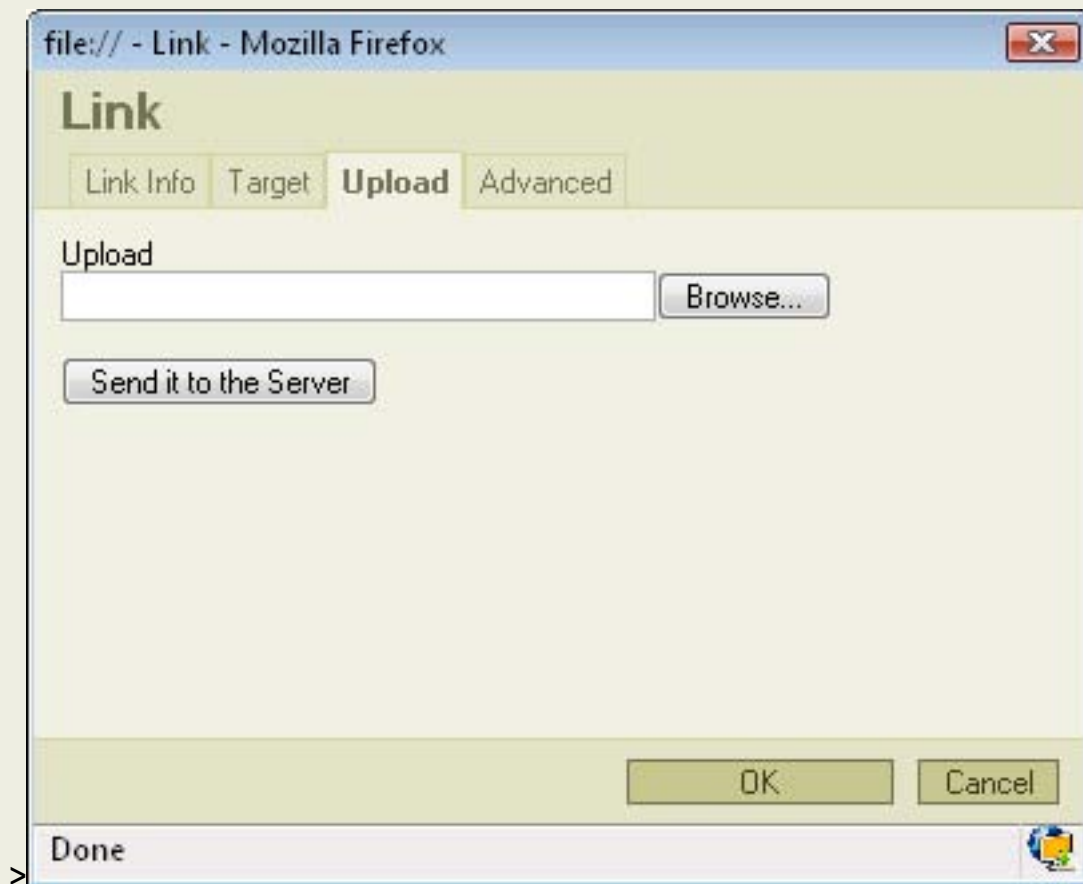 file:// - Link - Mozilla Firefox
Link
Link Info Target Upload Advanced
Upload
Browse...
Send it to the Server
OK Cancel
Done
>